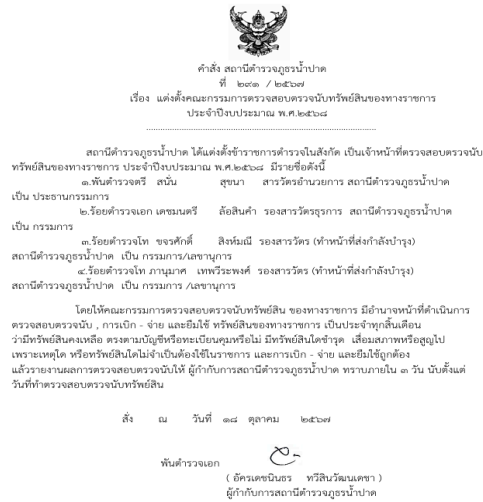 คำสั่ง สถานีตำรวจภูธรน้ำปาด
ที่ ๒๙๑ / ๒๕๖๗
เรื่อง แต่งตั้งคณะกรรมการตรวจสอบตรวจนับทรัพย์สินของทางราชการ
ประจำปีงบประมาณ พ.ศ.๒๕๖๘
สถานีตำรวจภูธรน้ำปาด ได้แต่งตั้งข้าราชการตำรวจในสังกัด เป็นเจ้าหน้าที่ตรวจสอบตรวจนับ
ทรัพย์สินของทางราชการ ประจำปีงบประมาณ พ.ศ.๒๕๖๘ มีรายชื่อดังนี้
๑.พันตำรวจตรี สนั่น สุขนา สารวัตรอำนวยการ สถานีตำรวจภูธรน้ำปาด
เป็น ประธานกรรมการ
๒.ร้อยตำรวจเอก เดชมนตรี ล้อสินคำ รองสารวัตรธุรการ สถานีตำรวจภูธรน้ำปาด
เป็น กรรมการ
๓.ร้อยตำรวจโท ขจรศักดิ์ สิงห์มณี รองสารวัตร (ทำหน้าที่ส่งกำลังบำรุง)
สถานีตำรวจภูธรน้ำปาด เป็น กรรมการ/เลขานุการ
๔.ร้อยตำรวจโท ภานุมาศ เทพวีระพงศ์ รองสารวัตร (ทำหน้าที่ส่งกำลังบำรุง)
สถานีตำรวจภูธรน้ำปาด เป็น กรรมการ /เลขานุการ
โดยให้คณะกรรมการตรวจสอบตรวจนับทรัพย์สิน ของทางราชการ มีอำนาจหน้าที่ดำเนินการ
ตรวจสอบตรวจนับ , การเบิก - จ่าย และยืมใช้ ทรัพย์สินของทางราชการ เป็นประจำทุกสิ้นเดือน
ว่ามีทรัพย์สินคงเหลือ ตรงตามบัญชีหรือทะเบียนคุมหรือไม่ มีทรัพย์สินใดชำรุด เสื่อมสภาพหรือสูญไป
เพราะเหตุใด หรือทรัพย์สินใดไม่จำเป็นต้องใช้ในราชการ และการเบิก - จ่าย และยืมใช้ถูกต้อง
แล้วรายงานผลการตรวจสอบตรวจนับให้ ผู้กำกับการสถานีตำรวจภูธรน้ำปาด ทราบภายใน ๓ วัน นับตั้งแต่
วันที่ทำตรวจสอบตรวจนับทรัพย์สิน
สั่ง ณ วันที่ ๑๘ ตุลาคม ๒๕๖๗
พันตำรวจเอก
( อัครเดชนินธร ทวีสินวัฒนเดชา )
ผู้กำกับการสถานีตำรวจภูธรน้ำปาด